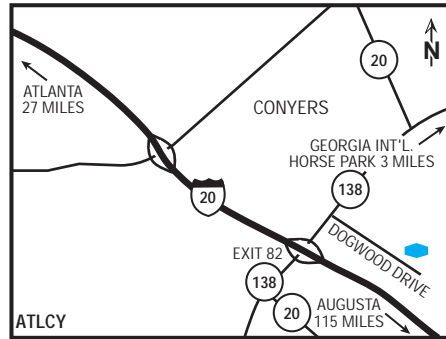 N
20
ATLANTA
27 MILES
CONYERS
GEORGIA INT'L.
HORSE PARK 3 MILES
138
20
DOGWOOD DRIVE
EXIT 82
138
20
AUGUSTA
115 MILES
ATLCY